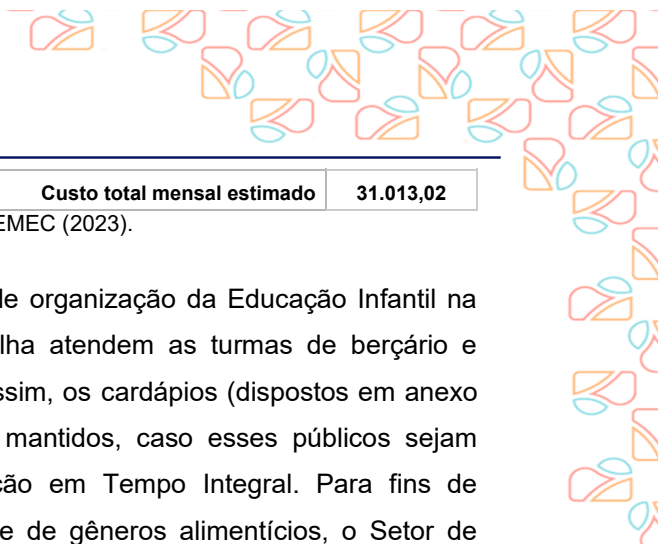 Custo total mensal estimado 31.013,02
EMEC (2023).
de organização da Educação Infantil na
lha atendem as turmas de berçário e
ssim, os cardápios (dispostos em anexo
mantidos, caso esses públicos sejam
ção em Tempo Integral. Para fins de
e de gêneros alimentícios, o Setor de